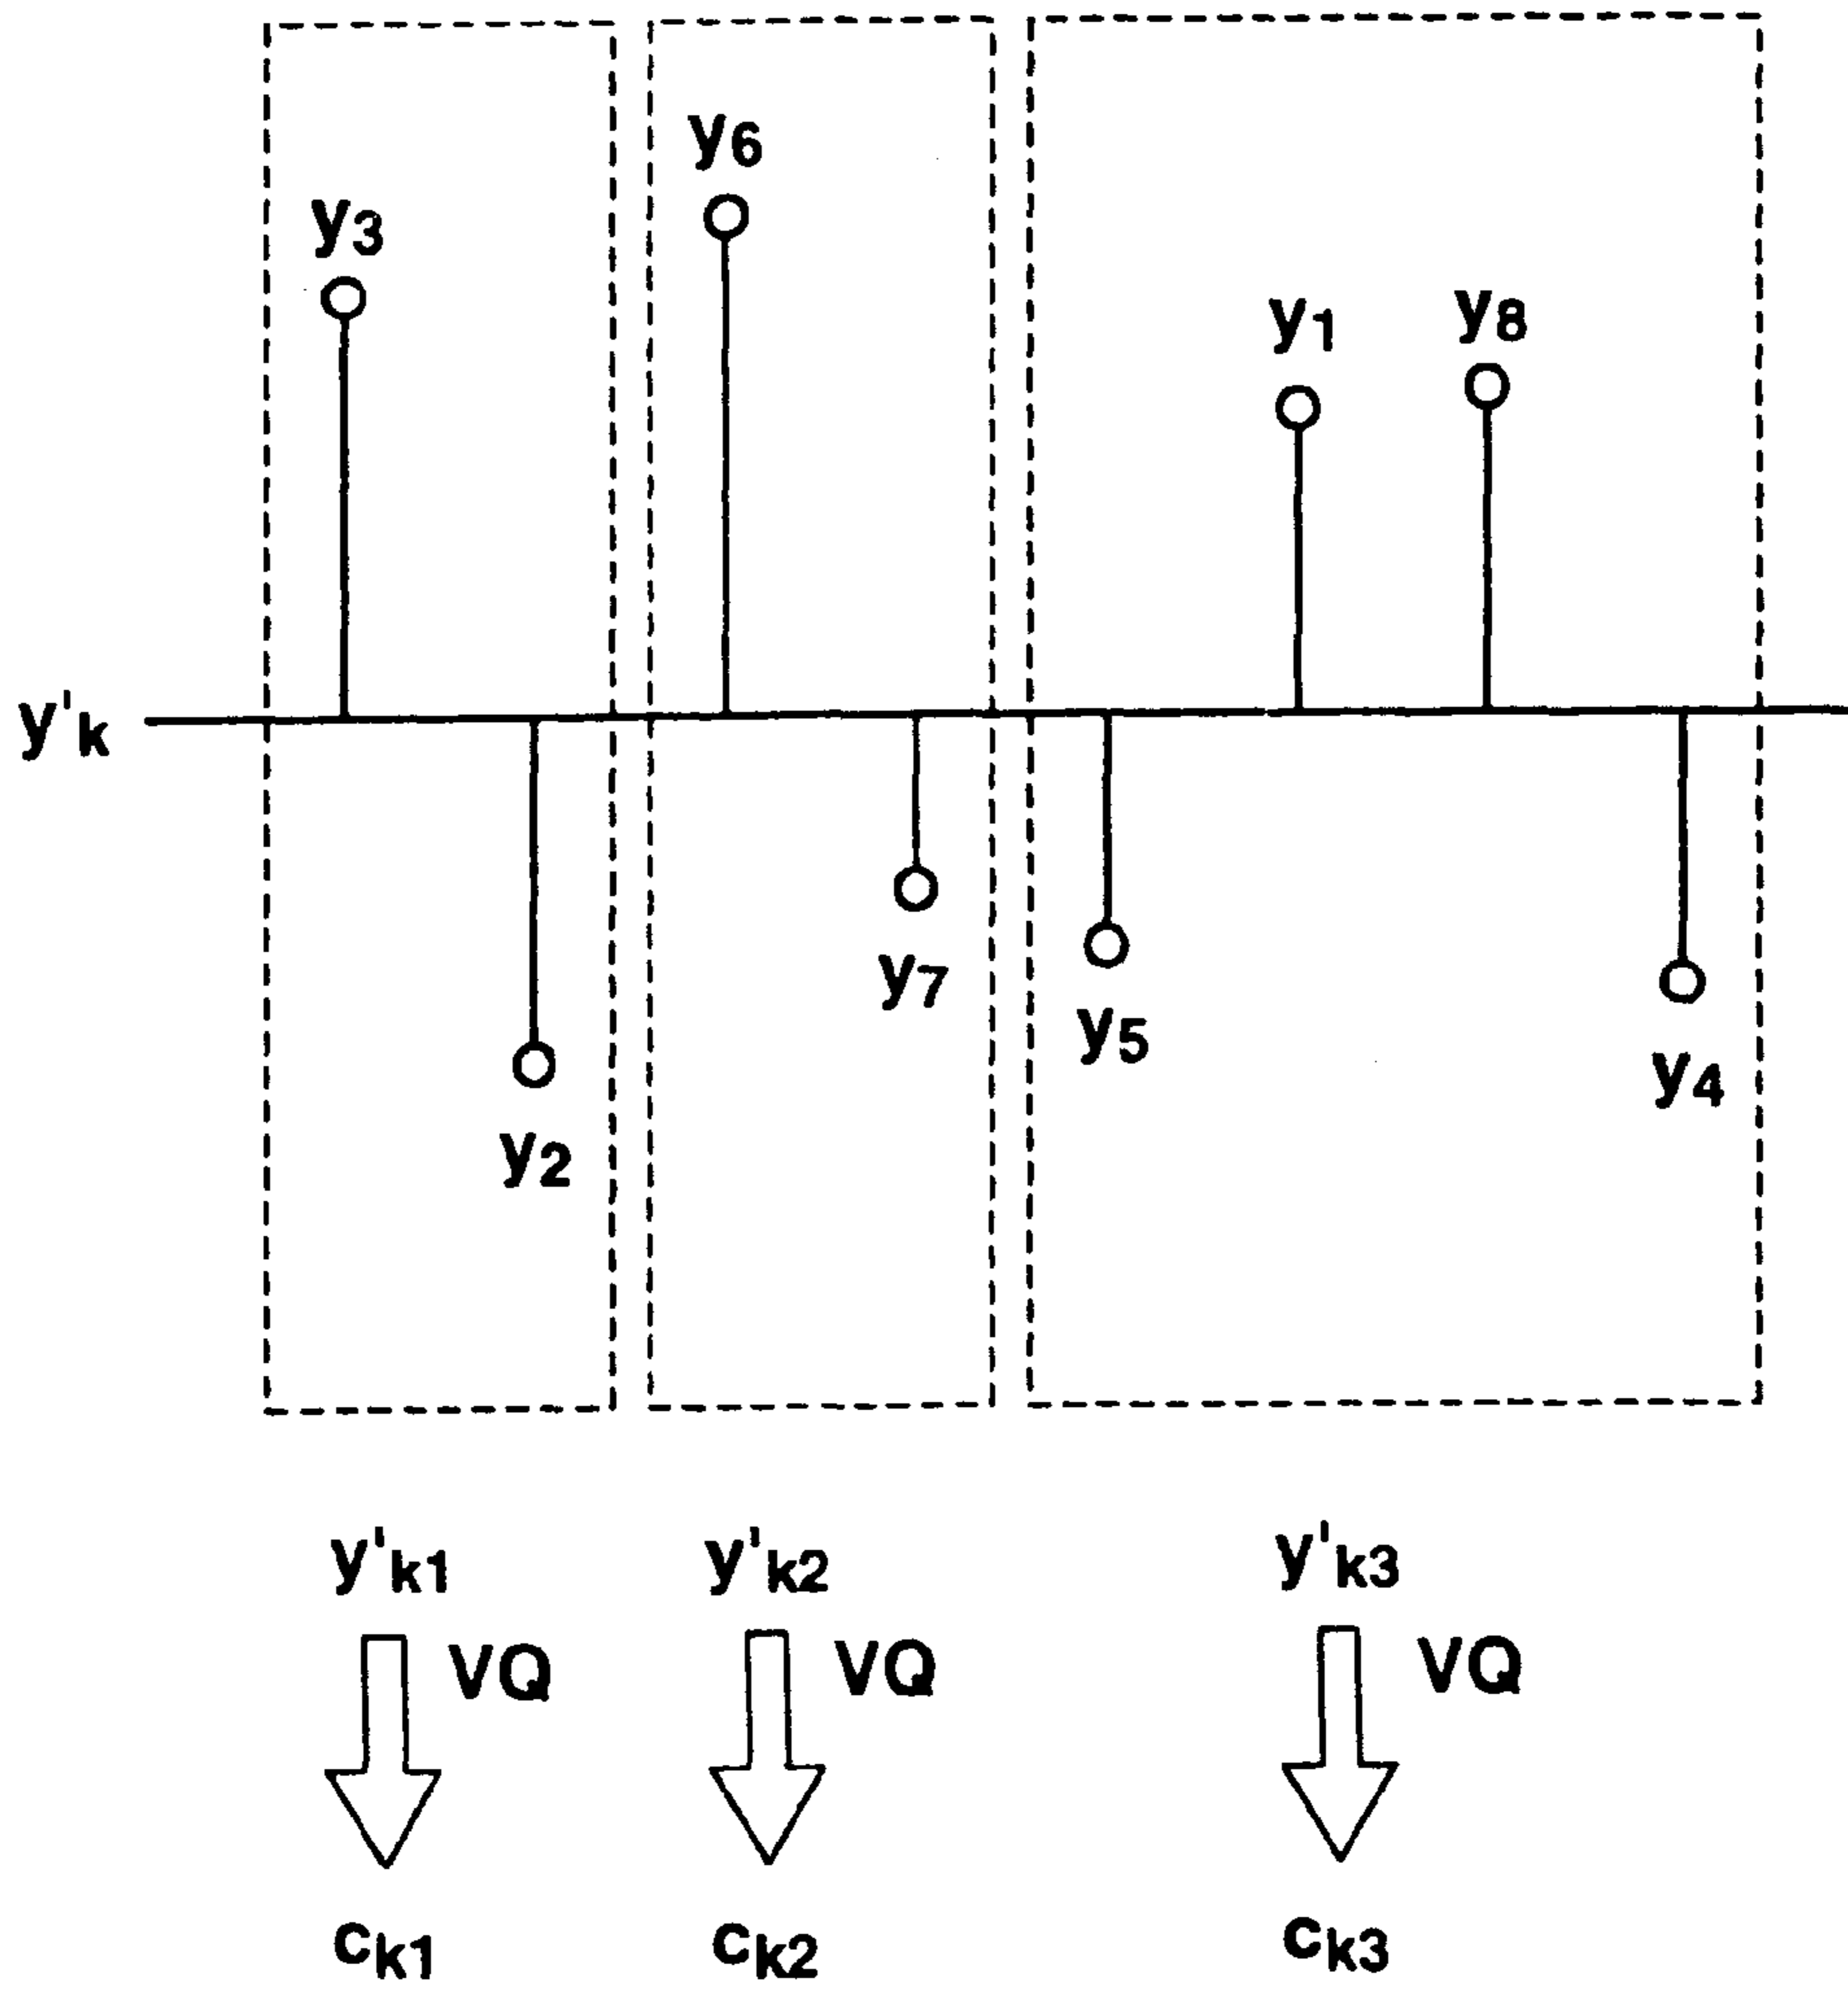 y6
y3
y1 y8
y'k
y7
y5
y4
y2
y'k1 y'k2 y'k3
VQ VQ VQ
ck1 ck2 ck3